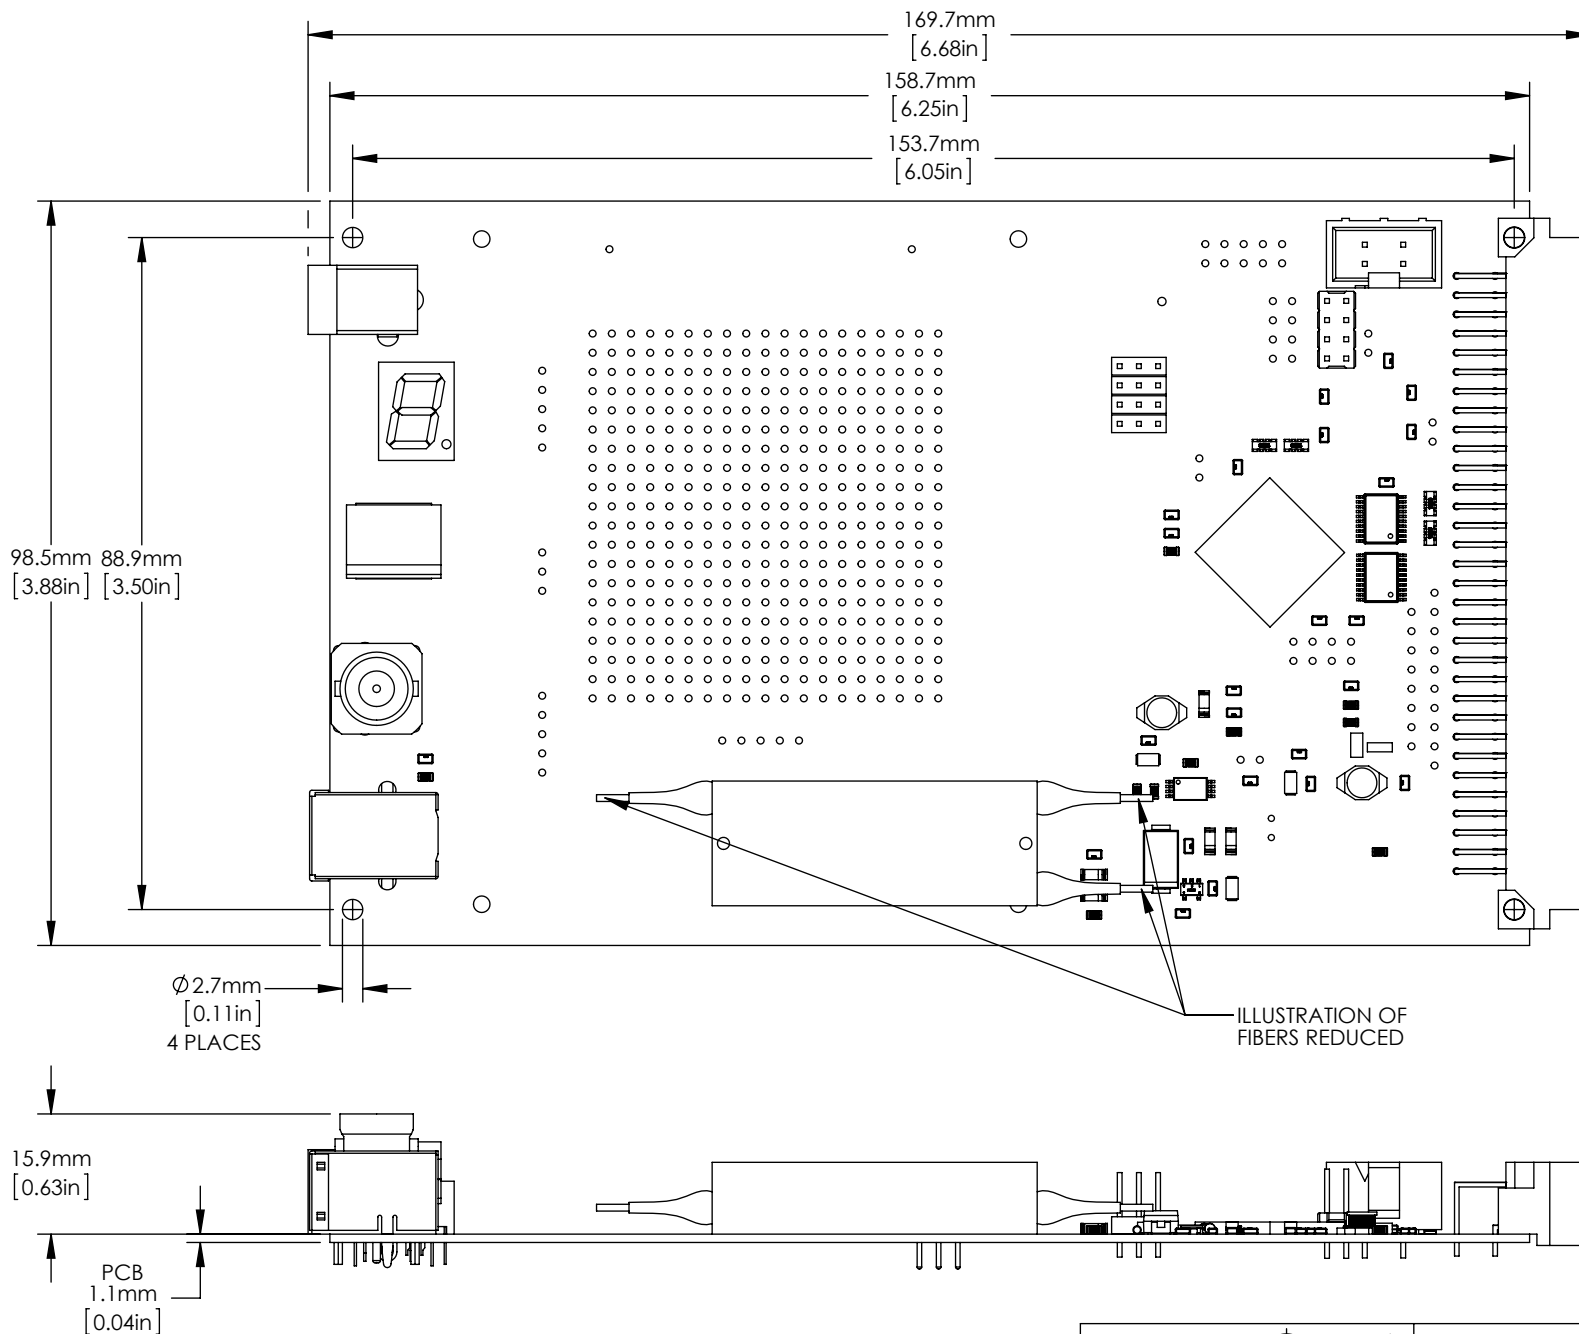 169.7mm
[6.68in]
158.7mm
[6.25in]
153.7mm
[6.05in]
98.5mm
[3.88in]
88.9mm
[3.50in]
Ø2.7mm
[0.11in]
4 PLACES
ILLUSTRATION OF
FIBERS REDUCED
15.9mm
[0.63in]
PCB
1.1mm
[0.04in]